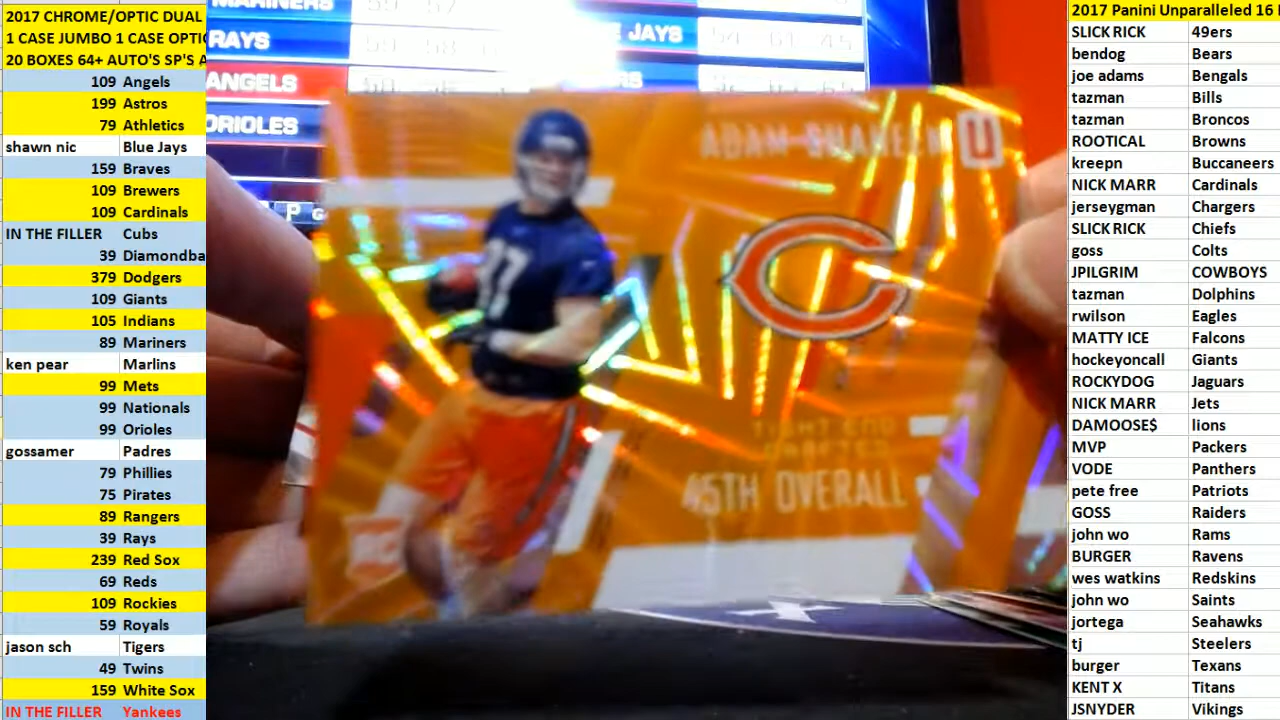 2017 CHROME/OPTIC DUAL
1 CASE JUMBO 1 CASE OPTIC
20 BOXES 64+ AUTO'S SP'S A
109 Angels
199 Astros
79 Athletics
shawn nic Blue Jays
159 Braves
109 Brewers
109 Cardinals
IN THE FILLER Cubs
39 Diamondba
379 Dodgers
109 Giants
105 Indians
89 Mariners
ken pear Marlins
99 Mets
99 Nationals
99 Orioles
gossamer Padres
79 Phillies
75 Pirates
89 Rangers
39 Rays
239 Red Sox
69 Reds
109 Rockies
59 Royals
jason sch Tigers
49 Twins
159 White Sox
IN THE FILLER Yankees
MARINERS
RAYS
JAYS
ANGELS
ORIOLES
ADAM SHAHEEN
U
TIGHT END
DRAFTED
45TH OVERALL
RC
2017 Panini Unparalleled 16
SLICK RICK 49ers
bendog Bears
joe adams Bengals
tazman Bills
tazman Broncos
ROOTICAL Browns
kreepn Buccaneers
NICK MARR Cardinals
jerseygman Chargers
SLICK RICK Chiefs
goss Colts
JPILGRIM COWBOYS
tazman Dolphins
rwilson Eagles
MATTY ICE Falcons
hockeyoncall Giants
ROCKYDOG Jaguars
NICK MARR Jets
DAMOOSE$ lions
MVP Packers
VODE Panthers
pete free Patriots
GOSS Raiders
john wo Rams
BURGER Ravens
wes watkins Redskins
john wo Saints
jortega Seahawks
tj Steelers
burger Texans
KENT X Titans
JSNYDER Vikings